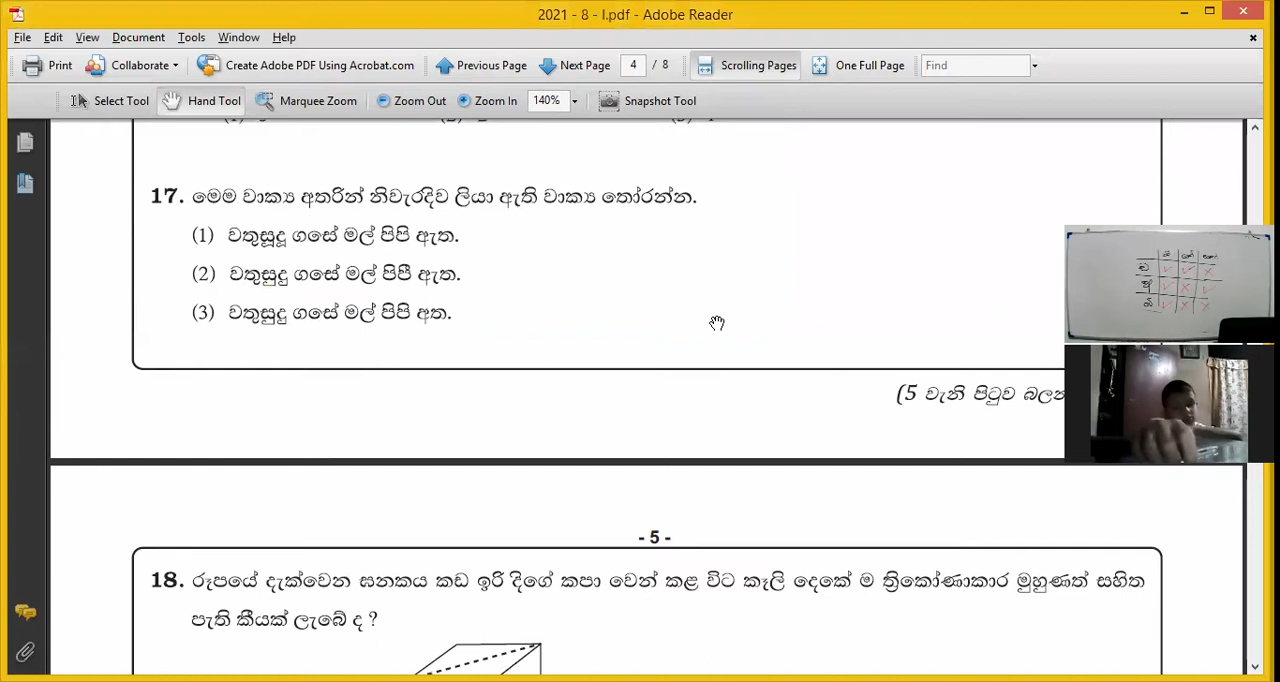 2021 - 8 - I.pdf - Adobe Reader
File Edit View Document Tools Window Help
Print Collaborate Create Adobe PDF Using Acrobat.com Previous Page Next Page 4 / 8 Scrolling Pages One Full Page Find
Select Tool Hand Tool Marquee Zoom Zoom Out Zoom In 140% Snapshot Tool
17. මෙම වාක්‍ය අතරින් නිවැරදිව ලියා ඇති වාක්‍ය තෝරන්න.
(1) වතුසූදූ ගසේ මල් පිපි ඇත.
(2) වතුසුදු ගසේ මල් පිපී ඇත.
(3) වතුසුදු ගසේ මල් පිපි අත.
(5 වැනි පිටුව
- 5 -
18. රූපයේ දැක්වෙන ඝනකය කඩ ඉරි දිගේ කපා වෙන් කළ විට කෑලි දෙකේ ම ත්‍රිකෝණාකාර මුහුණත් සහිත
පැති කීයක් ලැබේ ද ?